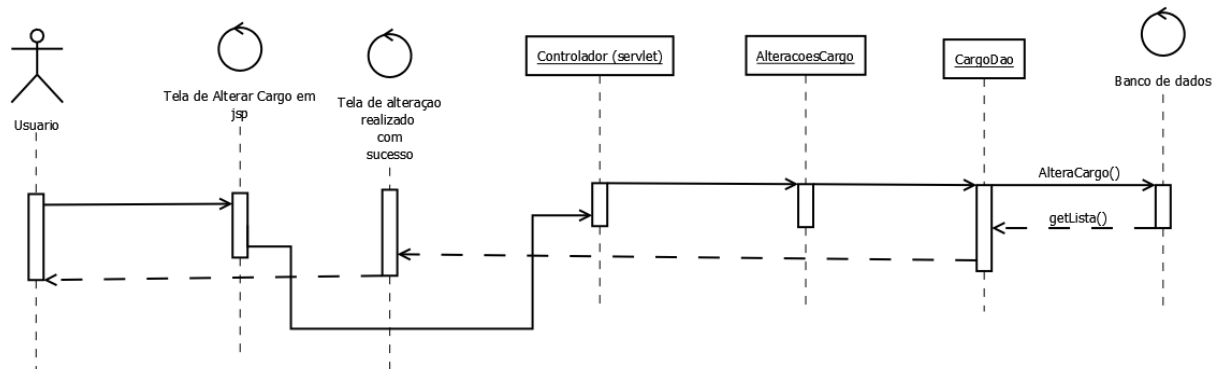 Usuario
Tela de Alterar Cargo em
jsp
Tela de alteraçao
realizado
com
sucesso
Controlador (servlet)
AlteracoesCargo
CargoDao
Banco de dados
AlteraCargo()
getLista()